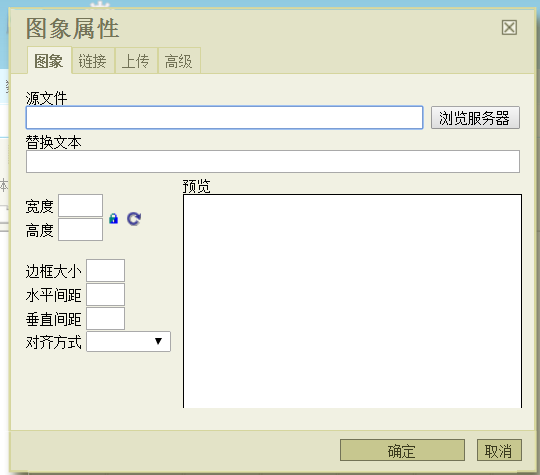 图象属性
图象 链接 上传 高级
源文件
浏览服务器
替换文本
预览
宽度
高度
边框大小
水平间距
垂直间距
对齐方式
确定 取消